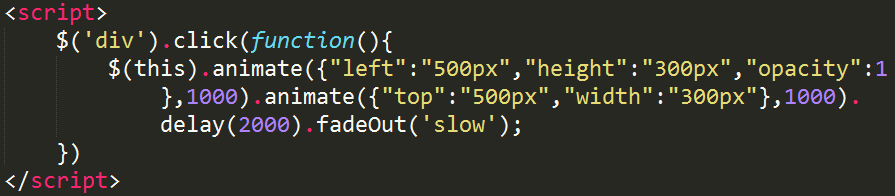 <script>
$('div').click(function(){
$(this).animate({"left":"500px","height":"300px","opacity":1
},1000).animate({"top":"500px","width":"300px"},1000).
delay(2000).fadeOut('slow');
})
</script>